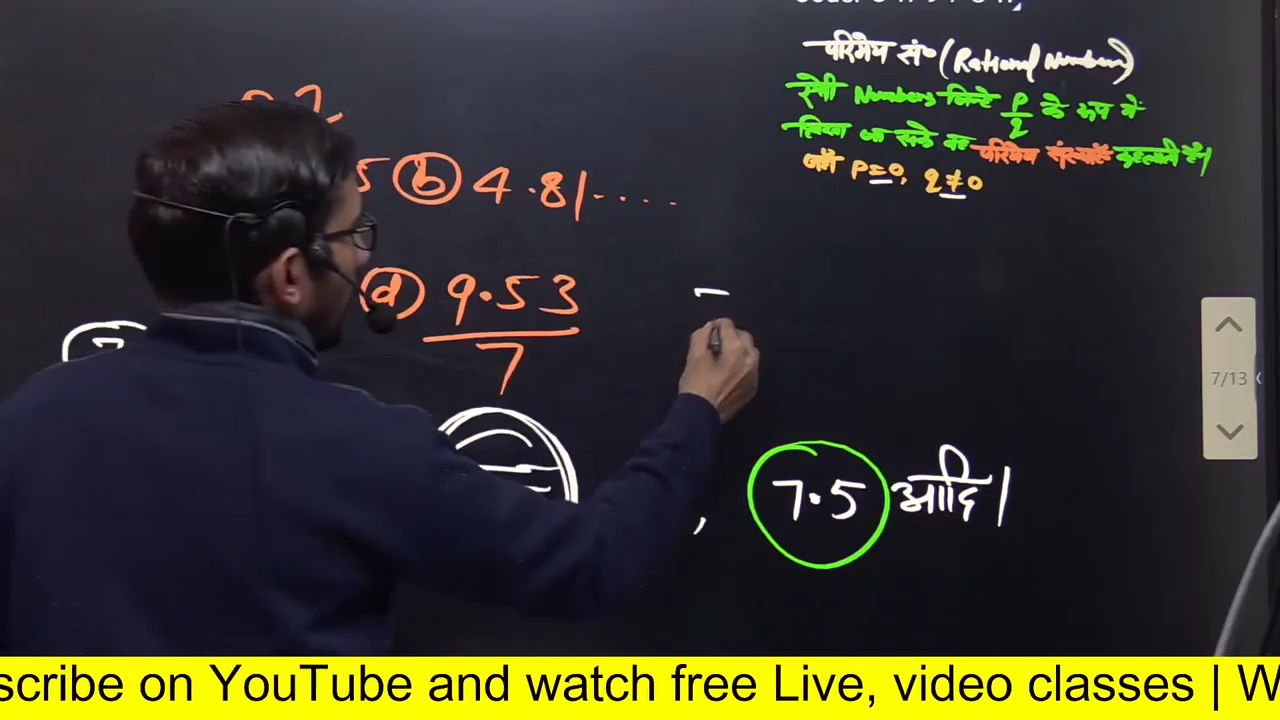 परिमेय सं० (Rational Numbers)
ऐसी Numbers जिन्हें p/q के रूप में
लिखा जा सके वह परिमेय संख्याएँ कहलाती हैं।
जहाँ P=0, q≠0
5 (b) 4.81.....
(d) 9.53/7
7/13
, 7.5 आदि।
scribe on YouTube and watch free Live, video classes | W